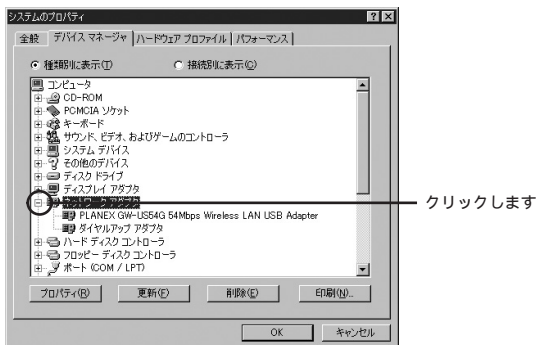 システムのプロパティ
全般 デバイス マネージャ ハードウェア プロファイル パフォーマンス
種類別に表示(T) 接続別に表示(C)
コンピュータ
CD-ROM
PCMCIA ソケット
キーボード
サウンド、ビデオ、およびゲームのコントローラ
システム デバイス
その他のデバイス
ディスク ドライブ
ディスプレイ アダプタ
ネットワーク アダプタ
クリックします
PLANEX GW-US54G 54Mbps Wireless LAN USB Adapter
ダイヤルアップ アダプタ
ハード ディスク コントローラ
フロッピー ディスク コントローラ
ポート (COM / LPT)
プロパティ(R) 更新(F) 削除(E) 印刷(N)...
OK キャンセル